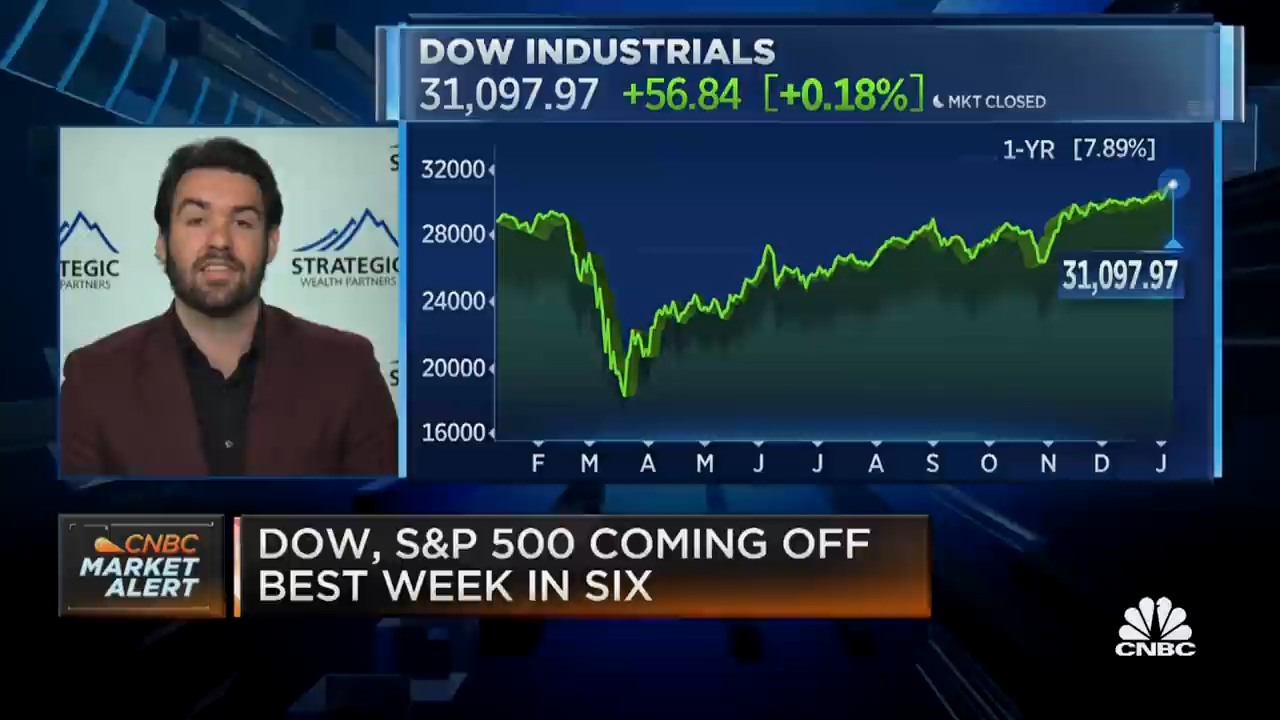 DOW INDUSTRIALS
31,097.97 +56.84 [+0.18%] MKT CLOSED
1-YR [7.89%]
32000
28000
24000
20000
16000
31,097.97
F M A M J J A S O N D J
S
TEGIC
PARTNERS
STRATEGIC
WEALTH PARTNERS
S
CNBC
MARKET
ALERT
DOW, S&P 500 COMING OFF
BEST WEEK IN SIX
CNBC